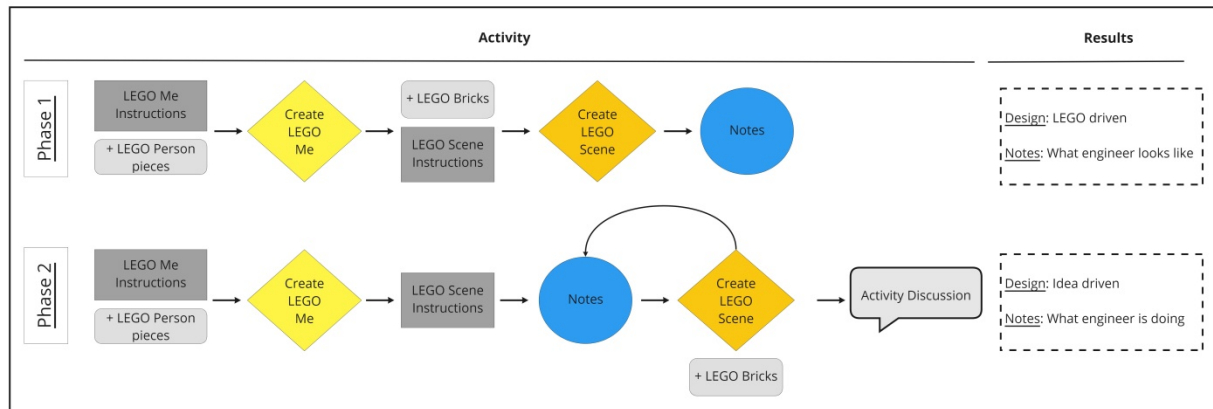 Activity
Results
Phase 1
LEGO Me
Instructions
+ LEGO Person
pieces
Create
LEGO
Me
+ LEGO Bricks
LEGO Scene
Instructions
Create
LEGO
Scene
Notes
Design: LEGO driven
Notes: What engineer looks like
Phase 2
LEGO Me
Instructions
+ LEGO Person
pieces
Create
LEGO
Me
LEGO Scene
Instructions
Notes
Create
LEGO
Scene
+ LEGO Bricks
Activity Discussion
Design: Idea driven
Notes: What engineer is doing